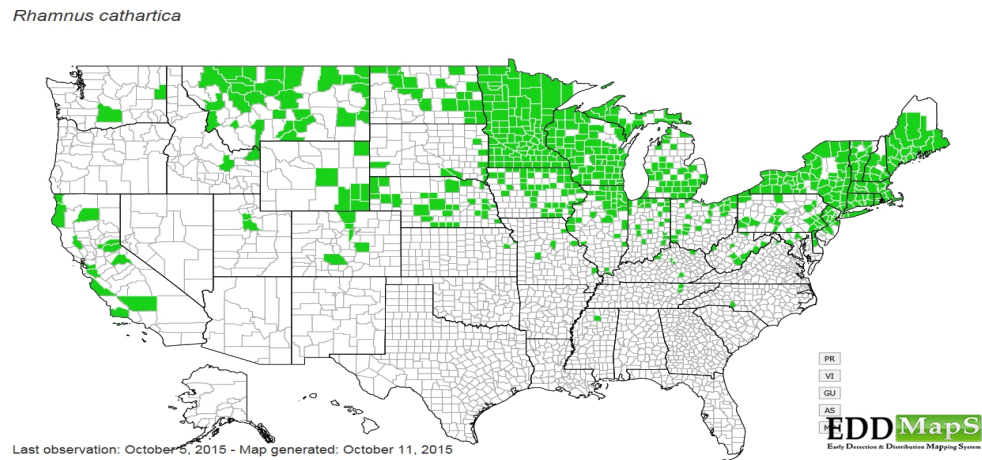 Rhamnus cathartica
PR
VI
GU
AS
EDDMapS
Early Detection & Distribution Mapping System
Last observation: October 5, 2015 - Map generated: October 11, 2015